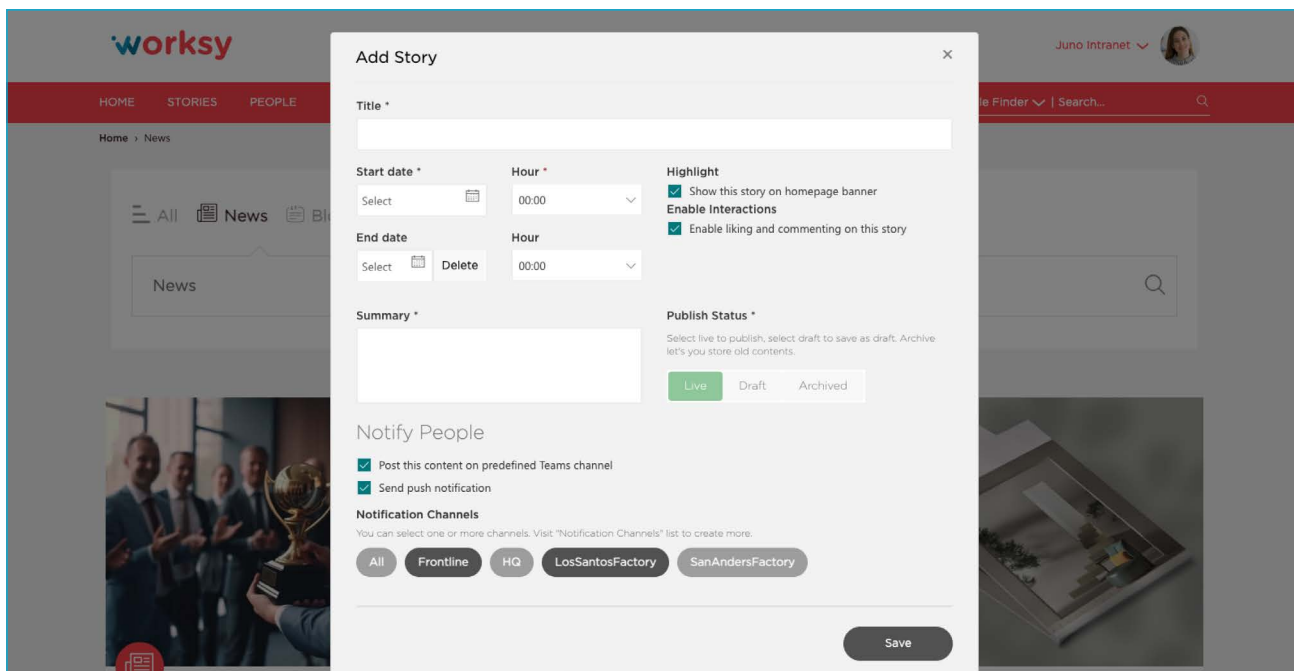 worksy
Juno Intranet
HOME STORIES PEOPLE
le Finder | Search...
Home › News
All News Bl
News
Add Story
Title *
Start date * Hour * Highlight
Select 00:00 Show this story on homepage banner
Enable Interactions
Enable liking and commenting on this story
End date Hour
Select Delete 00:00
Summary * Publish Status *
Select live to publish, select draft to save as draft. Archive
let's you store old contents.
Live Draft Archived
Notify People
Post this content on predefined Teams channel
Send push notification
Notification Channels
You can select one or more channels. Visit "Notification Channels" list to create more.
All Frontline HQ LosSantosFactory SanAndersFactory
Save